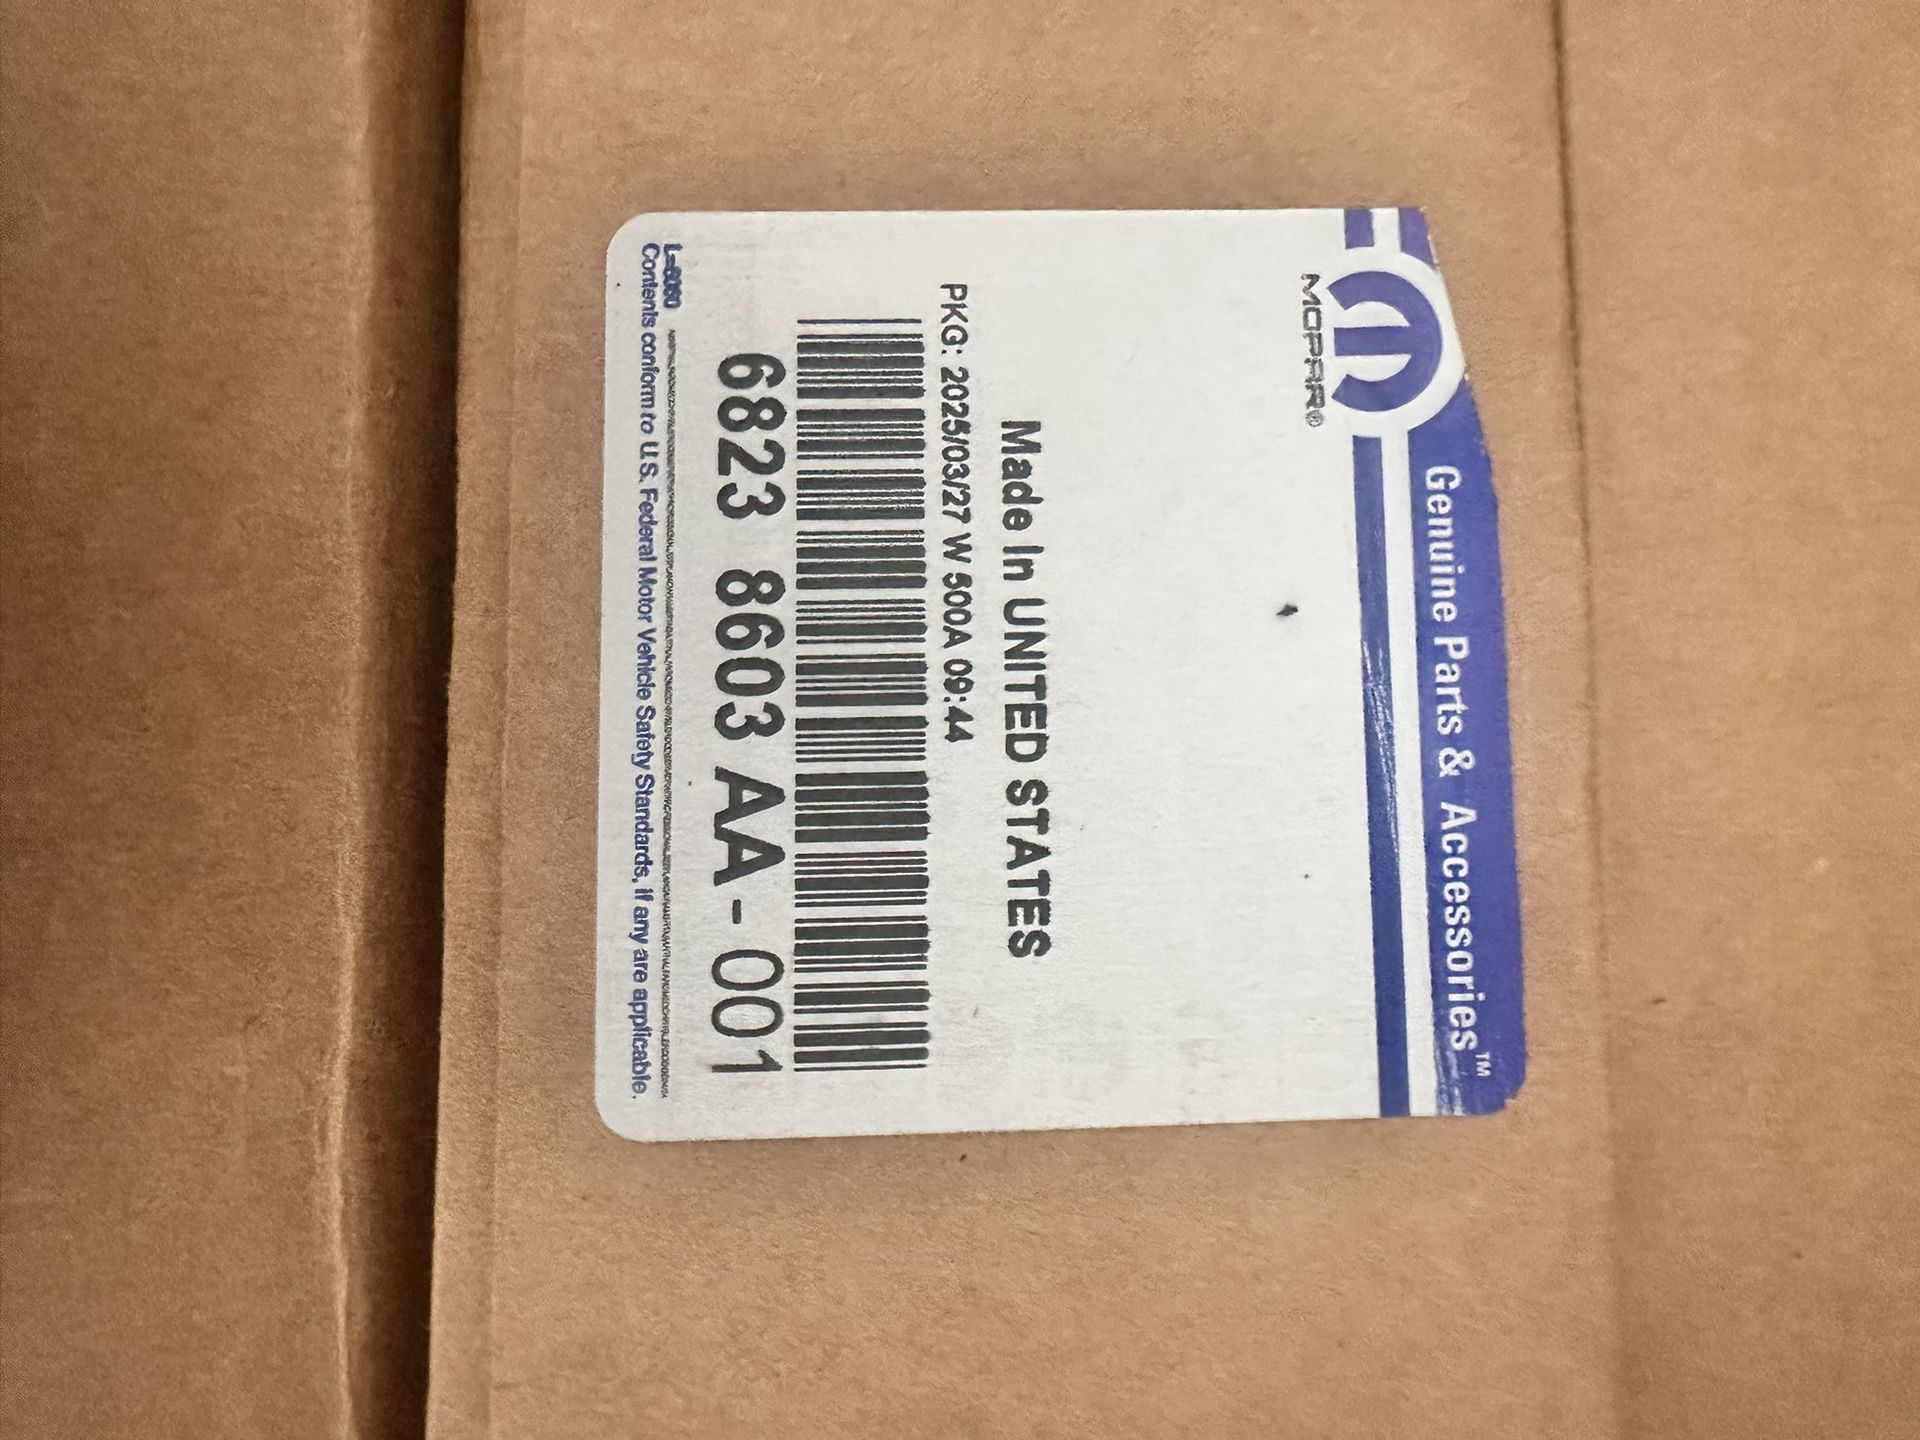 Genuine Parts & Accessories™
MOPAR®
Made In UNITED STATES
PKG: 2025/03/27 W 500A 09:44
6823 8603 AA-001
Contents conform to U.S. Federal Motor Vehicle Safety Standards, if any are applicable.